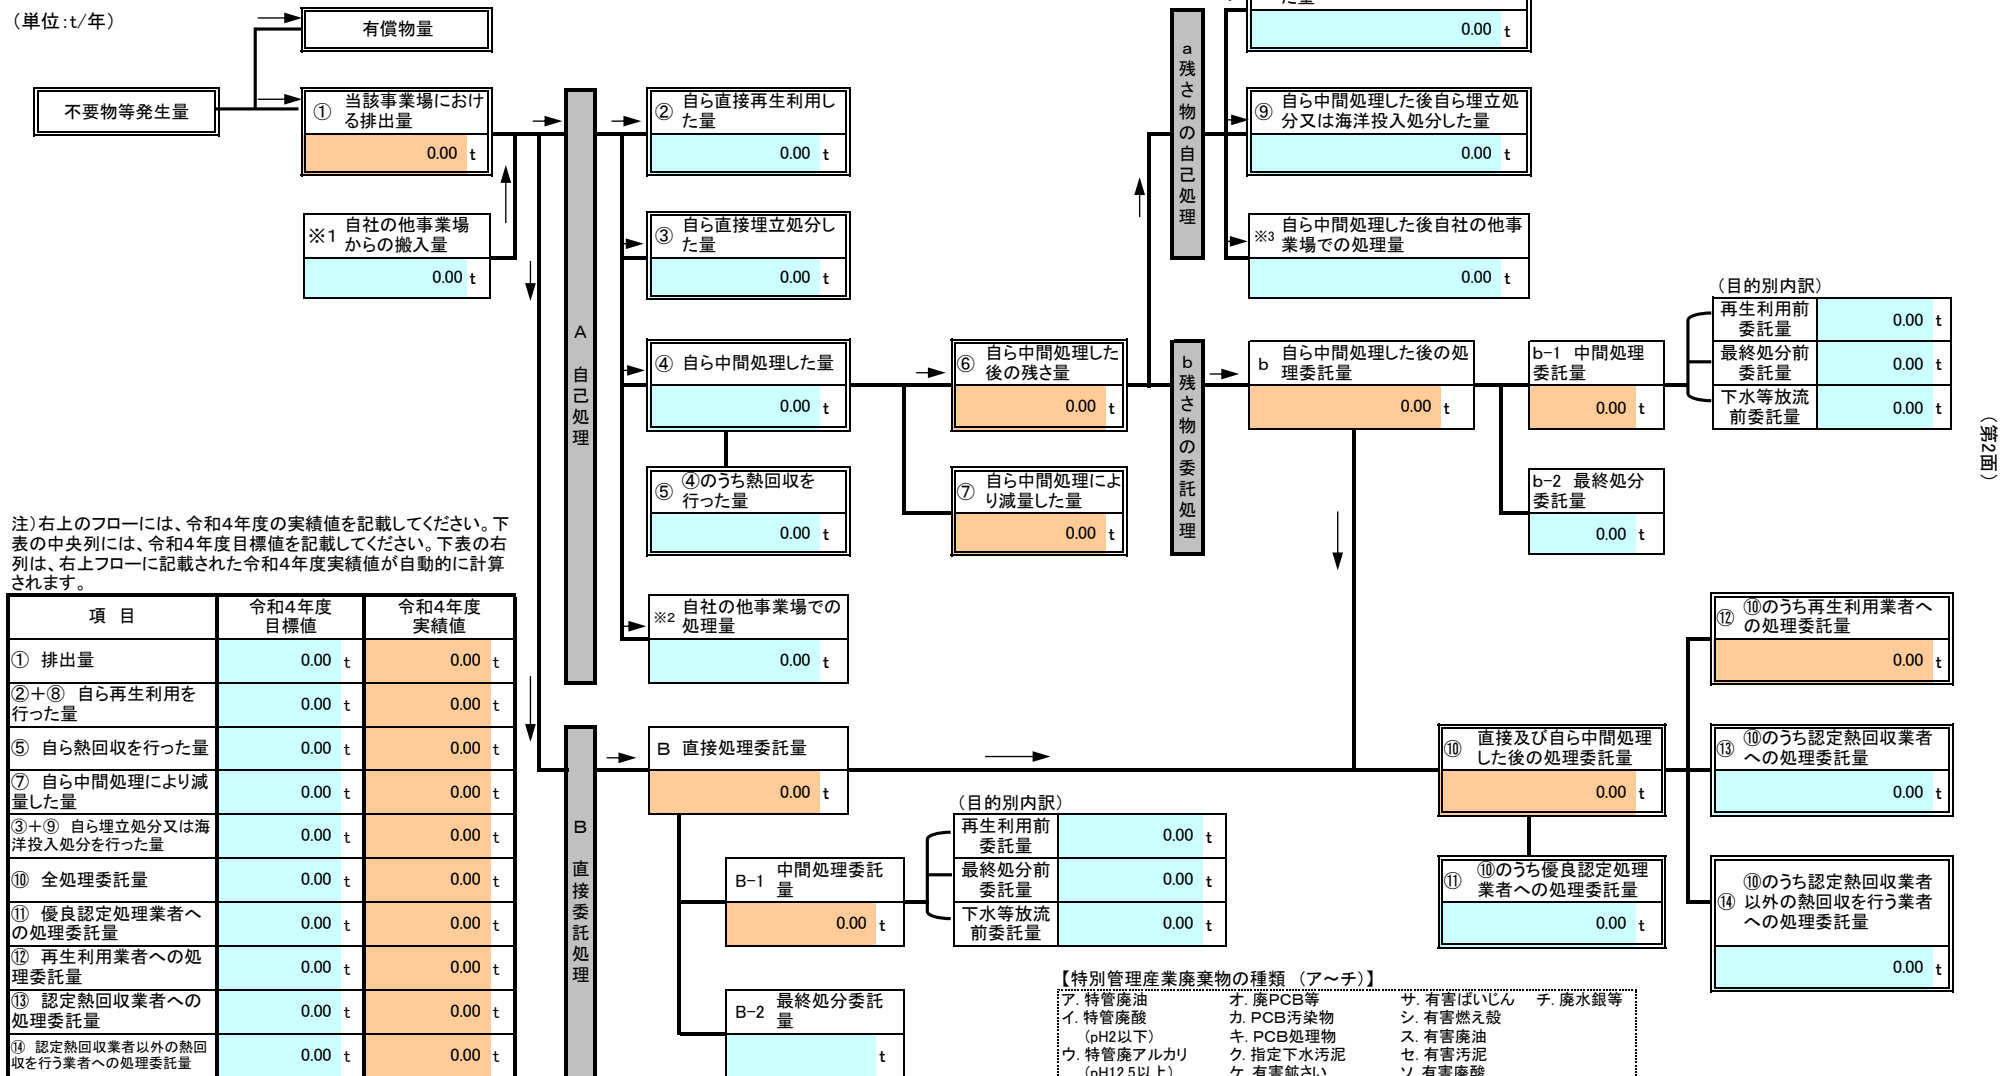 （単位：t/年）
有償物量
不要物等発生量
① 当該事業場におけ
る排出量
0.00 t
※1 自社の他事業場
からの搬入量
0.00 t
A 自己処理
② 自ら直接再生利用し
た量
0.00 t
③ 自ら直接埋立処分し
た量
0.00 t
④ 自ら中間処理した量
0.00 t
⑤ ④のうち熱回収を
行った量
0.00 t
※2 自社の他事業場での
処理量
0.00 t
⑥ 自ら中間処理した
後の残さ量
0.00 t
⑦ 自ら中間処理によ
り減量した量
0.00 t
a 残さ物の自己処理
た量
0.00 t
⑨ 自ら中間処理した後自ら埋立処
分又は海洋投入処分した量
0.00 t
※3 自ら中間処理した後自社の他事
業場での処理量
0.00 t
b 残さ物の委託処理
b 自ら中間処理した後の処
理委託量
0.00 t
b-1 中間処理
委託量
0.00 t
b-2 最終処分
委託量
0.00 t
（目的別内訳）
再生利用前
委託量
0.00 t
最終処分前
委託量
0.00 t
下水等放流
前委託量
0.00 t
（第2面）
注）右上のフローには、令和４年度の実績値を記載してください。下
表の中央列には、令和４年度目標値を記載してください。下表の右
列は、右上フローに記載された令和４年度実績値が自動的に計算
されます。
項 目 令和４年度
目標値 令和４年度
実績値
① 排出量 0.00 t 0.00 t
②＋⑧ 自ら再生利用を
行った量 0.00 t 0.00 t
⑤ 自ら熱回収を行った量 0.00 t 0.00 t
⑦ 自ら中間処理により減
量した量 0.00 t 0.00 t
③＋⑨ 自ら埋立処分又は海
洋投入処分を行った量 0.00 t 0.00 t
⑩ 全処理委託量 0.00 t 0.00 t
⑪ 優良認定処理業者へ
の処理委託量 0.00 t 0.00 t
⑫ 再生利用業者への処
理委託量 0.00 t 0.00 t
⑬ 認定熱回収業者への
処理委託量 0.00 t 0.00 t
⑭ 認定熱回収業者以外の熱回
収を行う業者への処理委託量 0.00 t 0.00 t
B 直接委託処理
B 直接処理委託量
0.00 t
B-1 中間処理委託
量
0.00 t
B-2 最終処分委託
量
t
（目的別内訳）
再生利用前
委託量
0.00 t
最終処分前
委託量
0.00 t
下水等放流
前委託量
0.00 t
⑩ 直接及び自ら中間処理
した後の処理委託量
0.00 t
⑪ ⑩のうち優良認定処理
業者への処理委託量
0.00 t
⑫ ⑩のうち再生利用業者へ
の処理委託量
0.00 t
⑬ ⑩のうち認定熱回収業者
への処理委託量
0.00 t
⑭ ⑩のうち認定熱回収業者
以外の熱回収を行う業者
への処理委託量
0.00 t
【特別管理産業廃棄物の種類 （ア～チ）】
ア. 特管廃油 オ. 廃PCB等 サ. 有害ばいじん チ. 廃水銀等
イ. 特管廃酸 カ. PCB汚染物 シ. 有害燃え殻
（pH2以下） キ. PCB処理物 ス. 有害廃油
ウ. 特管廃アルカリ ク. 指定下水汚泥 セ. 有害汚泥
（pH12.5以上） ケ. 有害鉱さい ソ. 有害廃酸